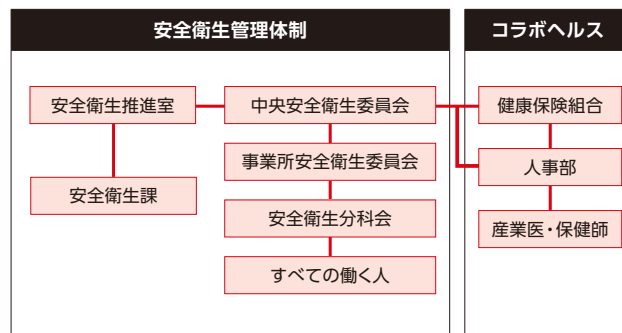 安全衛生管理体制
コラボヘルス
安全衛生推進室
中央安全衛生委員会
健康保険組合
事業所安全衛生委員会
人事部
安全衛生課
安全衛生分科会
産業医・保健師
すべての働く人